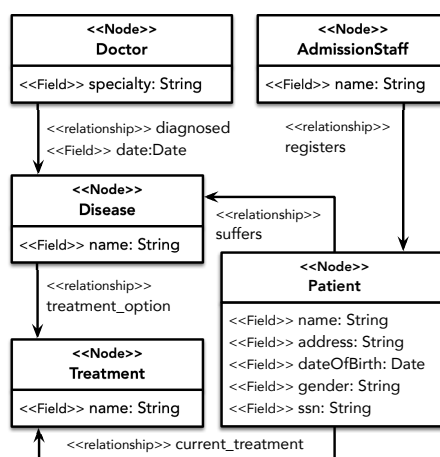 <<Node>>
Doctor
<<Field>> specialty: String
<<Node>>
AdmissionStaff
<<Field>> name: String
<<relationship>> diagnosed
<<Field>> date:Date
<<relationship>>
registers
<<Node>>
Disease
<<Field>> name: String
<<relationship>>
suffers
<<relationship>>
treatment_option
<<Node>>
Patient
<<Field>> name: String
<<Field>> address: String
<<Field>> dateOfBirth: Date
<<Field>> gender: String
<<Field>> ssn: String
<<Node>>
Treatment
<<Field>> name: String
<<relationship>> current_treatment